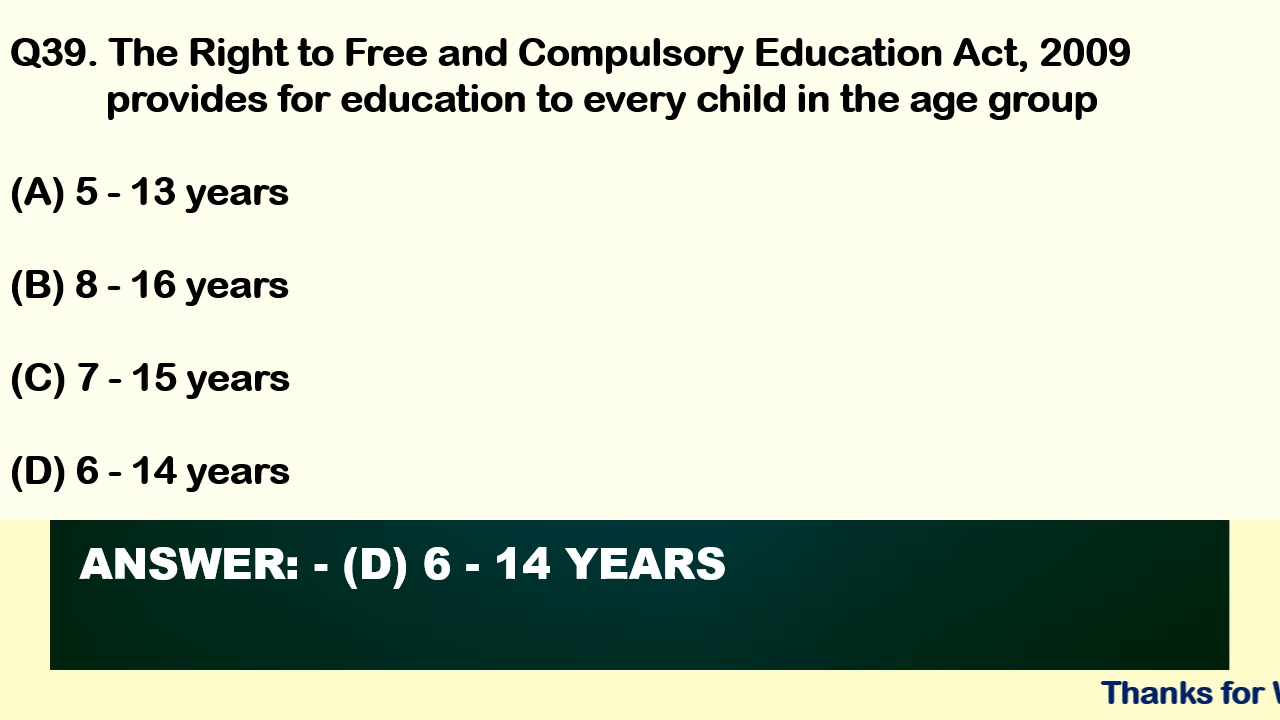 Q39. The Right to Free and Compulsory Education Act, 2009
provides for education to every child in the age group
(A) 5 - 13 years
(B) 8 - 16 years
(C) 7 - 15 years
(D) 6 - 14 years
ANSWER: - (D) 6 - 14 YEARS
Thanks for